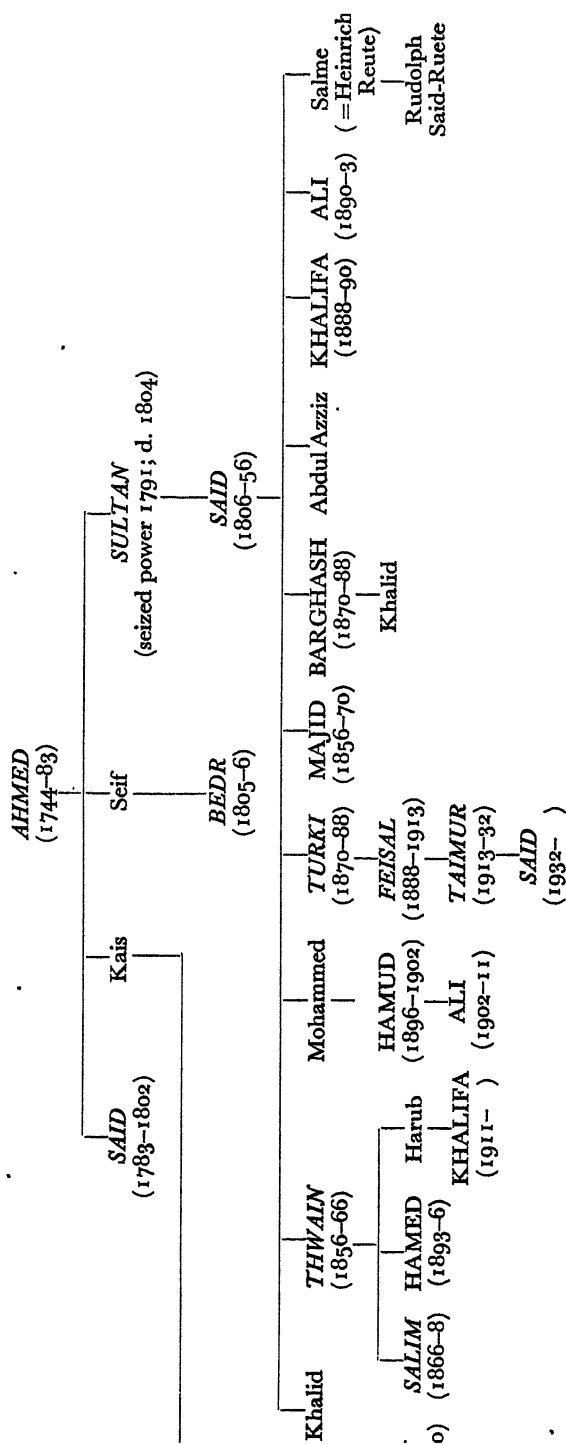 AHMED
(1744–83)
SAID
(1783–1802)
Kais
Seif
SULTAN
(seized power 1791; d. 1804)
BEDR
(1805–6)
SAID
(1806–56)
Khalid
THWAIN
(1856–66)
Mohammed
TURKI
(1870–88)
MAJID
(1856–70)
BARGHASH
(1870–88)
Abdul Azziz
KHALIFA
(1888–90)
ALI
(1890–3)
Salme
(=Heinrich
Reute)
SALIM
(1866–8)
HAMED
(1893–6)
Harub
HAMUD
(1896–1902)
FEISAL
(1888–1913)
Khalid
Rudolph
Said-Ruete
KHALIFA
(1911– )
ALI
(1902–11)
TAIMUR
(1913–32)
SAID
(1932– )